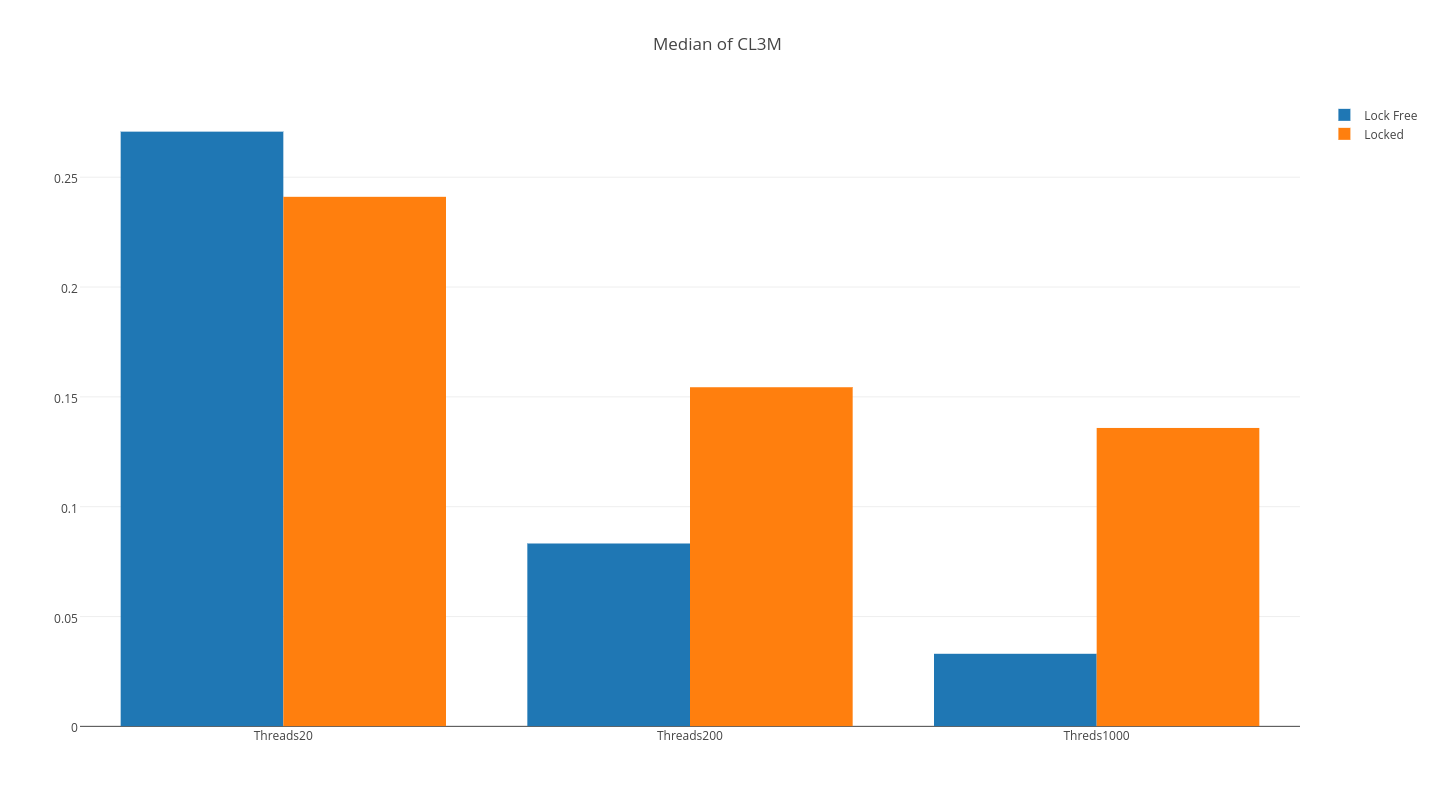 Median of CL3M
Lock Free
Locked
0.25
0.2
0.15
0.1
0.05
0
Threads20
Threads200
Threds1000